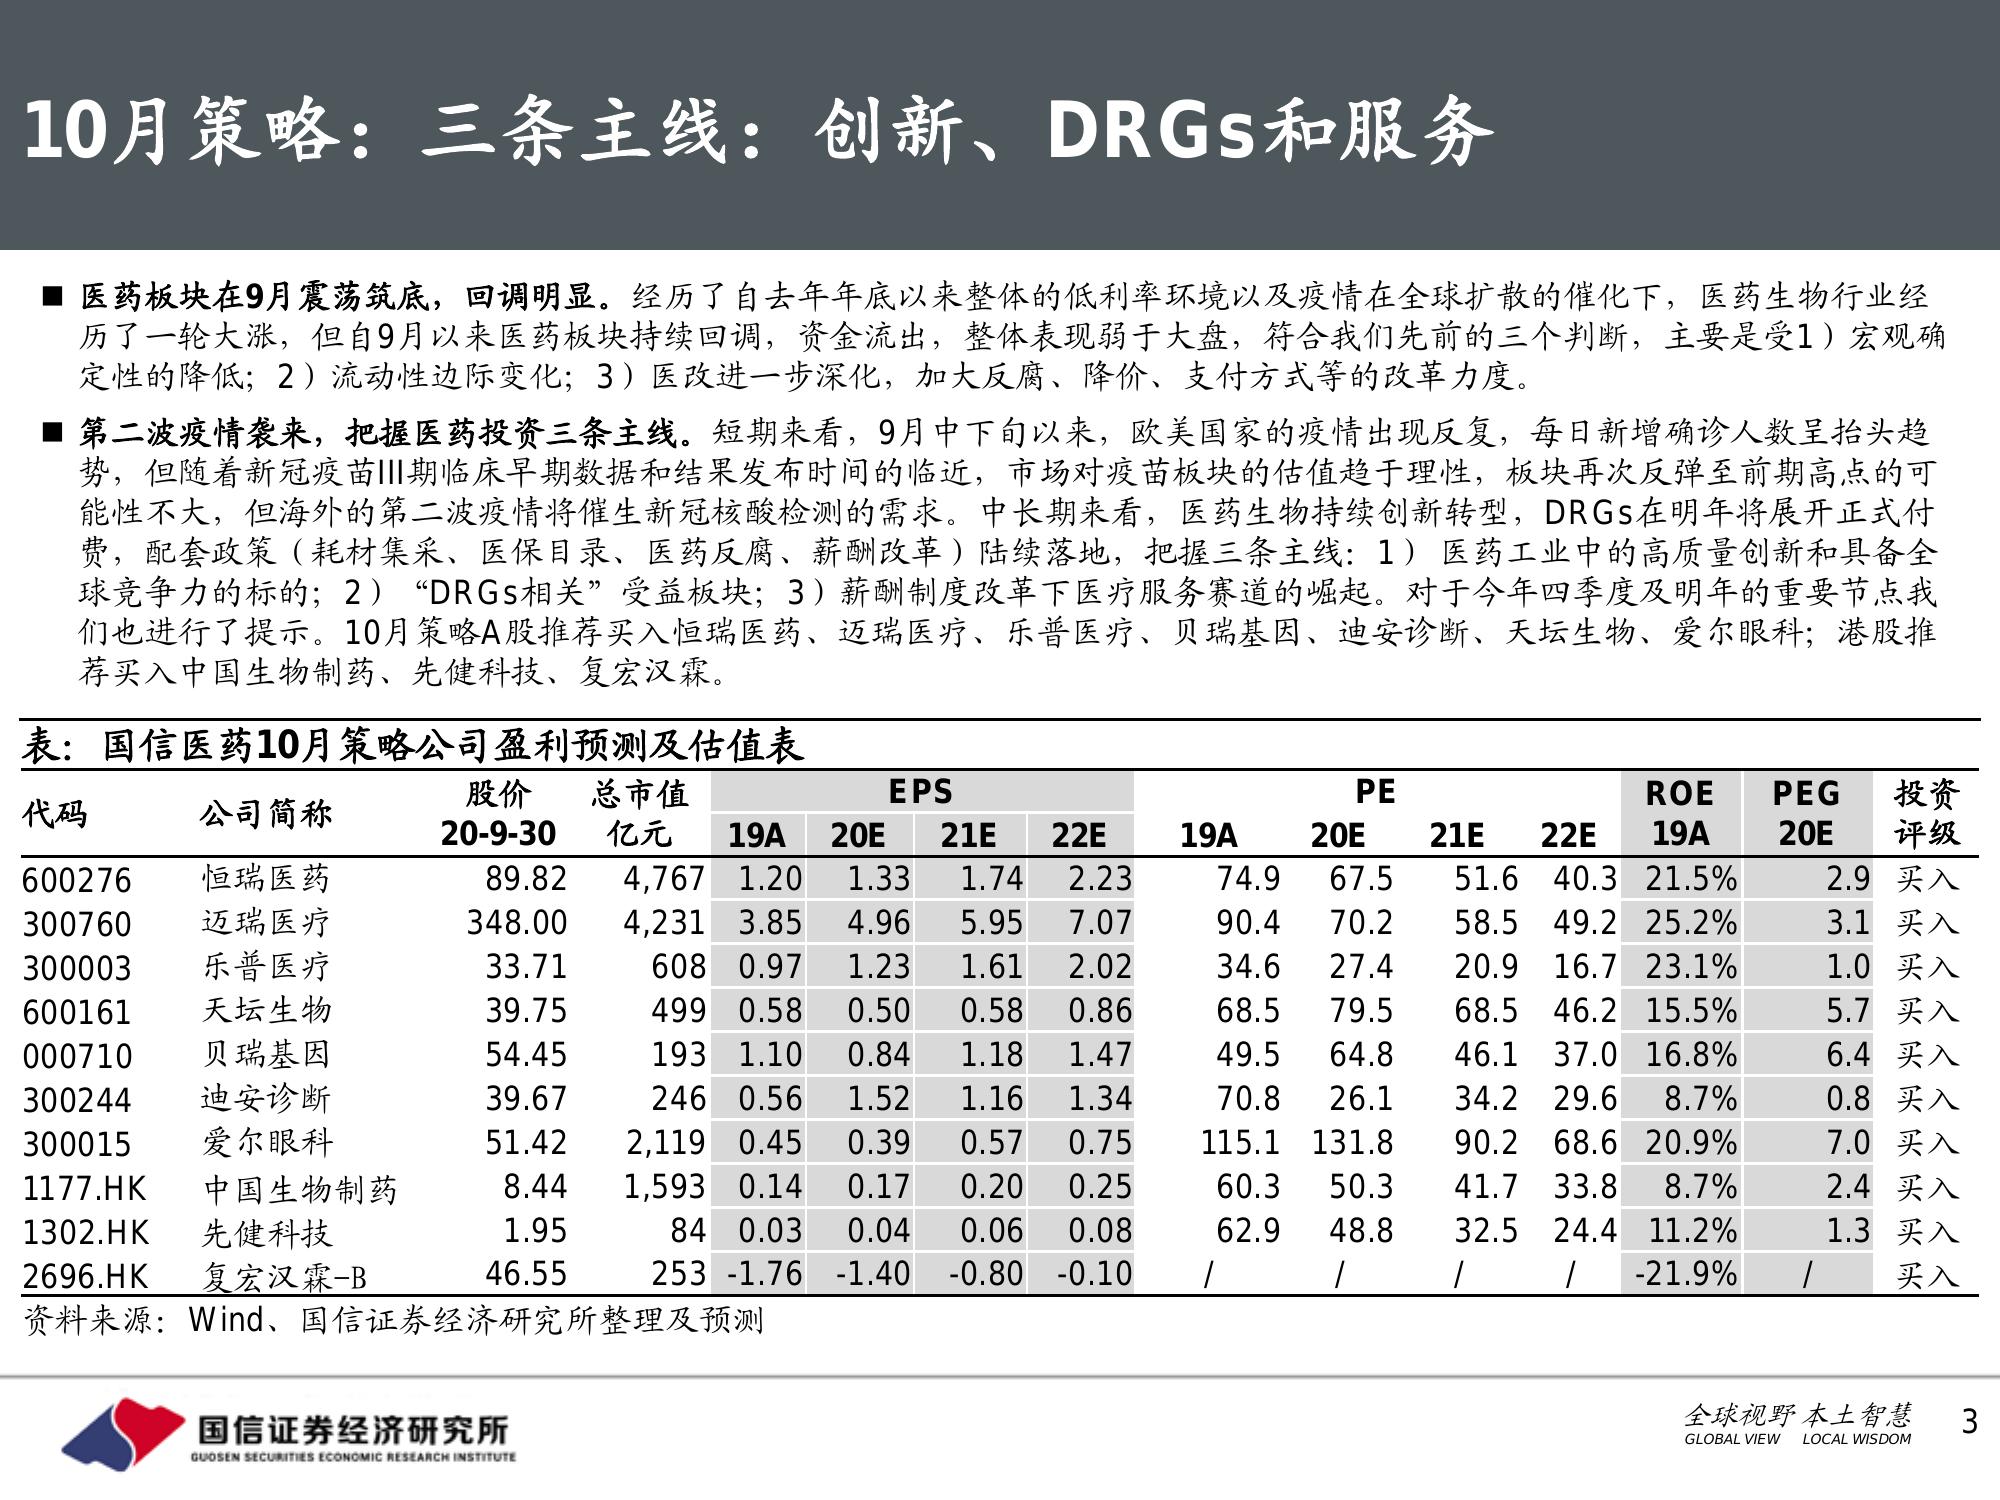 10月策略：三条主线：创新、DRGs和服务
■ 医药板块在9月震荡筑底，回调明显。经历了自去年年底以来整体的低利率环境以及疫情在全球扩散的催化下，医药生物行业经
历了一轮大涨，但自9月以来医药板块持续回调，资金流出，整体表现弱于大盘，符合我们先前的三个判断，主要是受1）宏观确
定性的降低；2）流动性边际变化；3）医改进一步深化，加大反腐、降价、支付方式等的改革力度。
■ 第二波疫情袭来，把握医药投资三条主线。短期来看，9月中下旬以来，欧美国家的疫情出现反复，每日新增确诊人数呈抬头趋
势，但随着新冠疫苗III期临床早期数据和结果发布时间的临近，市场对疫苗板块的估值趋于理性，板块再次反弹至前期高点的可
能性不大，但海外的第二波疫情将催生新冠核酸检测的需求。中长期来看，医药生物持续创新转型，DRGs在明年将展开正式付
费，配套政策（耗材集采、医保目录、医药反腐、薪酬改革）陆续落地，把握三条主线：1） 医药工业中的高质量创新和具备全
球竞争力的标的；2） “DRGs相关”受益板块；3）薪酬制度改革下医疗服务赛道的崛起。对于今年四季度及明年的重要节点我
们也进行了提示。10月策略A股推荐买入恒瑞医药、迈瑞医疗、乐普医疗、贝瑞基因、迪安诊断、天坛生物、爱尔眼科；港股推
荐买入中国生物制药、先健科技、复宏汉霖。
表： 国信医药10月策略公司盈利预测及估值表
代码 公司简称 股价 总市值 EPS PE ROE PEG 投资
20-9-30 亿元 19A 20E 21E 22E 19A 20E 21E 22E 19A 20E 评级
600276 恒瑞医药 89.82 4,767 1.20 1.33 1.74 2.23 74.9 67.5 51.6 40.3 21.5% 2.9 买入
300760 迈瑞医疗 348.00 4,231 3.85 4.96 5.95 7.07 90.4 70.2 58.5 49.2 25.2% 3.1 买入
300003 乐普医疗 33.71 608 0.97 1.23 1.61 2.02 34.6 27.4 20.9 16.7 23.1% 1.0 买入
600161 天坛生物 39.75 499 0.58 0.50 0.58 0.86 68.5 79.5 68.5 46.2 15.5% 5.7 买入
000710 贝瑞基因 54.45 193 1.10 0.84 1.18 1.47 49.5 64.8 46.1 37.0 16.8% 6.4 买入
300244 迪安诊断 39.67 246 0.56 1.52 1.16 1.34 70.8 26.1 34.2 29.6 8.7% 0.8 买入
300015 爱尔眼科 51.42 2,119 0.45 0.39 0.57 0.75 115.1 131.8 90.2 68.6 20.9% 7.0 买入
1177.HK 中国生物制药 8.44 1,593 0.14 0.17 0.20 0.25 60.3 50.3 41.7 33.8 8.7% 2.4 买入
1302.HK 先健科技 1.95 84 0.03 0.04 0.06 0.08 62.9 48.8 32.5 24.4 11.2% 1.3 买入
2696.HK 复宏汉霖-B 46.55 253 -1.76 -1.40 -0.80 -0.10 / / / / -21.9% / 买入
资料来源：Wind、国信证券经济研究所整理及预测
国信证券经济研究所
GUOSEN SECURITIES ECONOMIC RESEARCH INSTITUTE
全球视野 本土智慧
GLOBAL VIEW LOCAL WISDOM
3